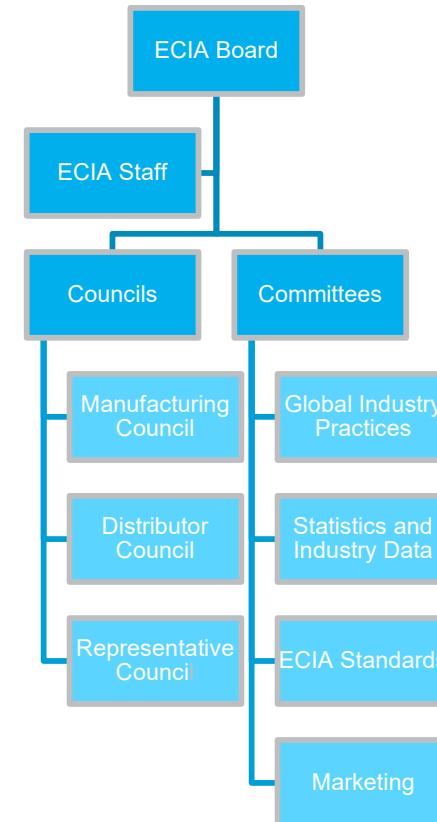 ECIA Board
ECIA Staff
Councils
Committees
Manufacturing
Council
Global Industry
Practices
Distributor
Council
Statistics and
Industry Data
Representative
Council
ECIA Standards
Marketing